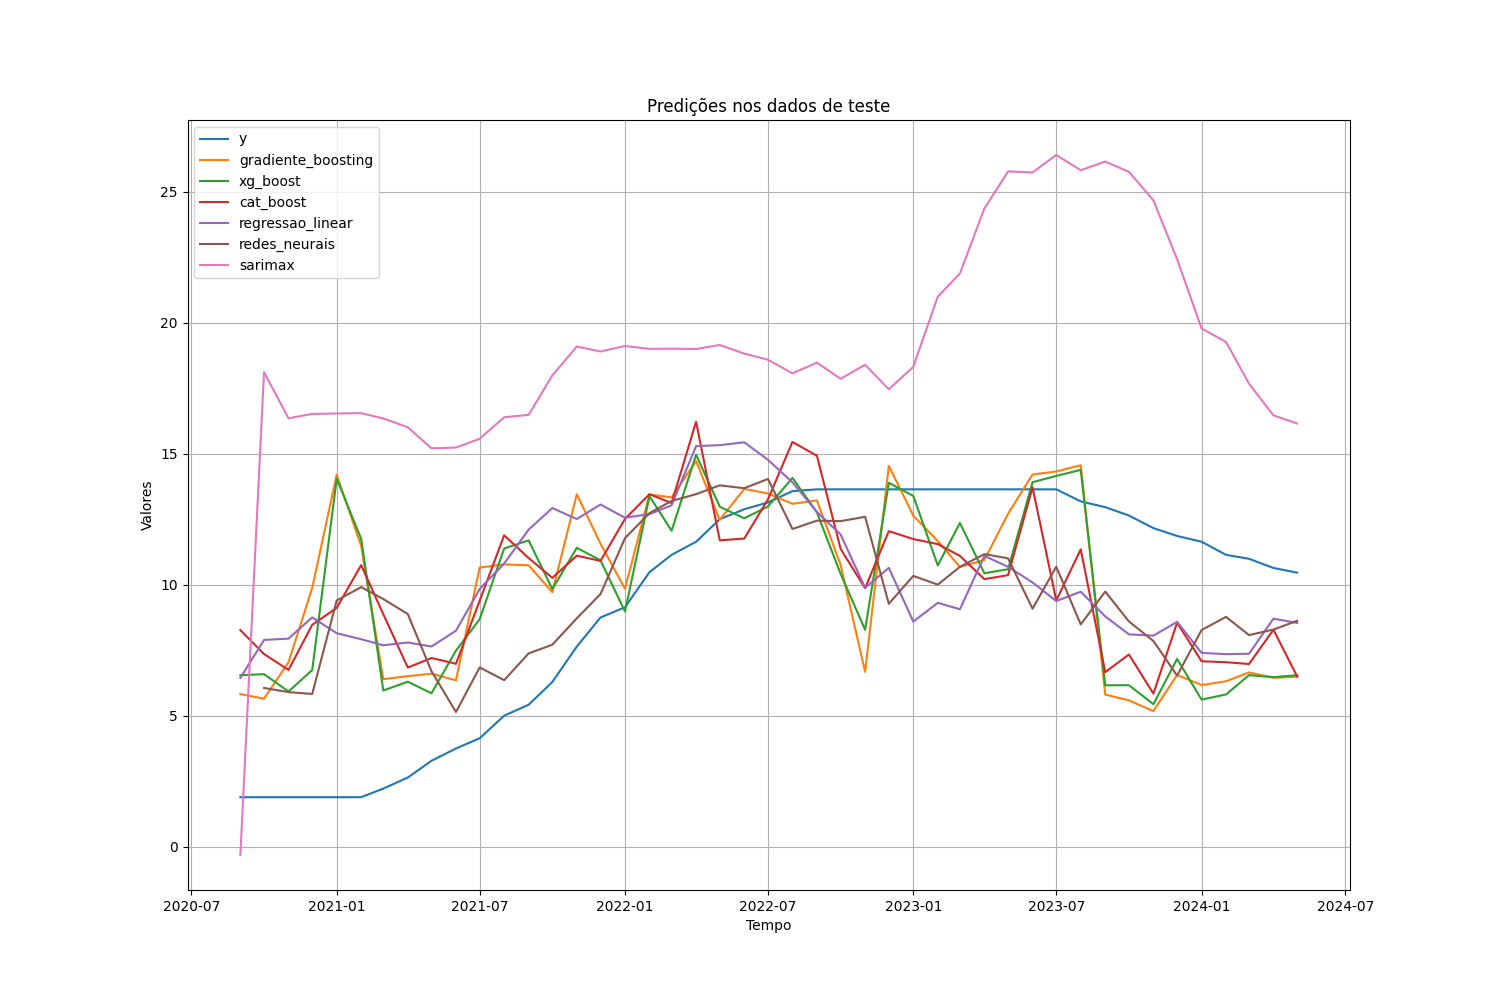 Predições nos dados de teste
y
gradiente_boosting
xg_boost
cat_boost
regressao_linear
redes_neurais
sarimax
Valores
25
20
15
10
5
0
2020-07
2021-01
2021-07
2022-01
2022-07
2023-01
2023-07
2024-01
2024-07
Tempo